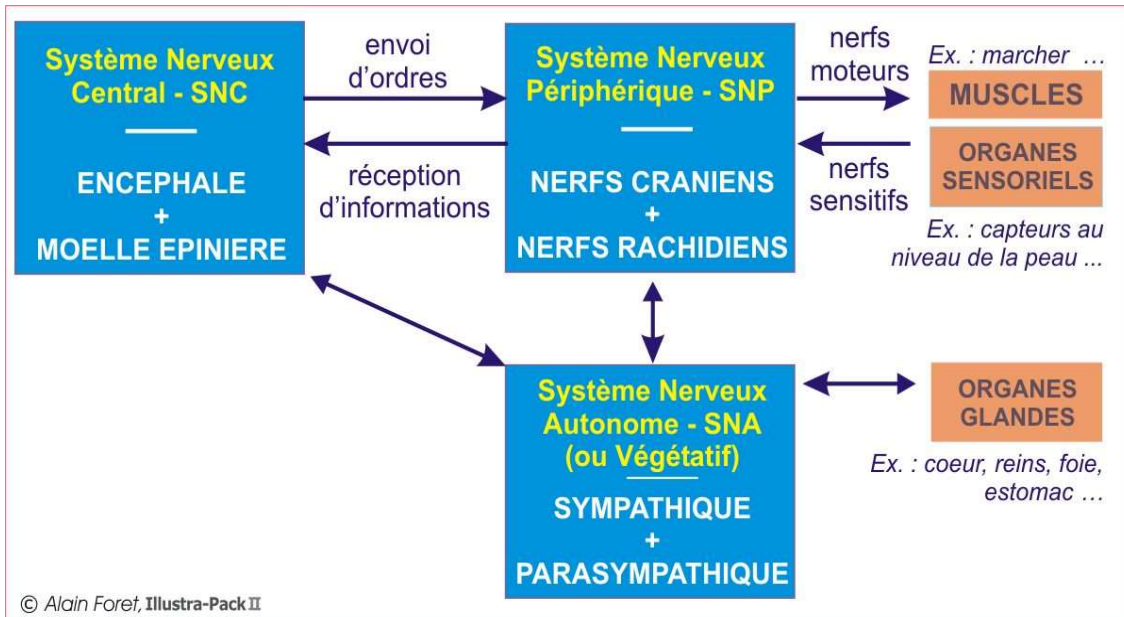 Système Nerveux
Central - SNC
ENCEPHALE
+
MOELLE EPINIERE
envoi
d'ordres
réception
d'informations
Système Nerveux
Périphérique - SNP
NERFS CRANIENS
+
NERFS RACHIDIENS
nerfs
moteurs
nerfs
sensitifs
Ex. : marcher ...
MUSCLES
ORGANES
SENSORIELS
Ex. : capteurs au
niveau de la peau ...
Système Nerveux
Autonome - SNA
(ou Végétatif)
SYMPATHIQUE
+
PARASYMPATHIQUE
ORGANES
GLANDES
Ex. : coeur, reins, foie,
estomac ...
© Alain Foret, Illustra-Pack II